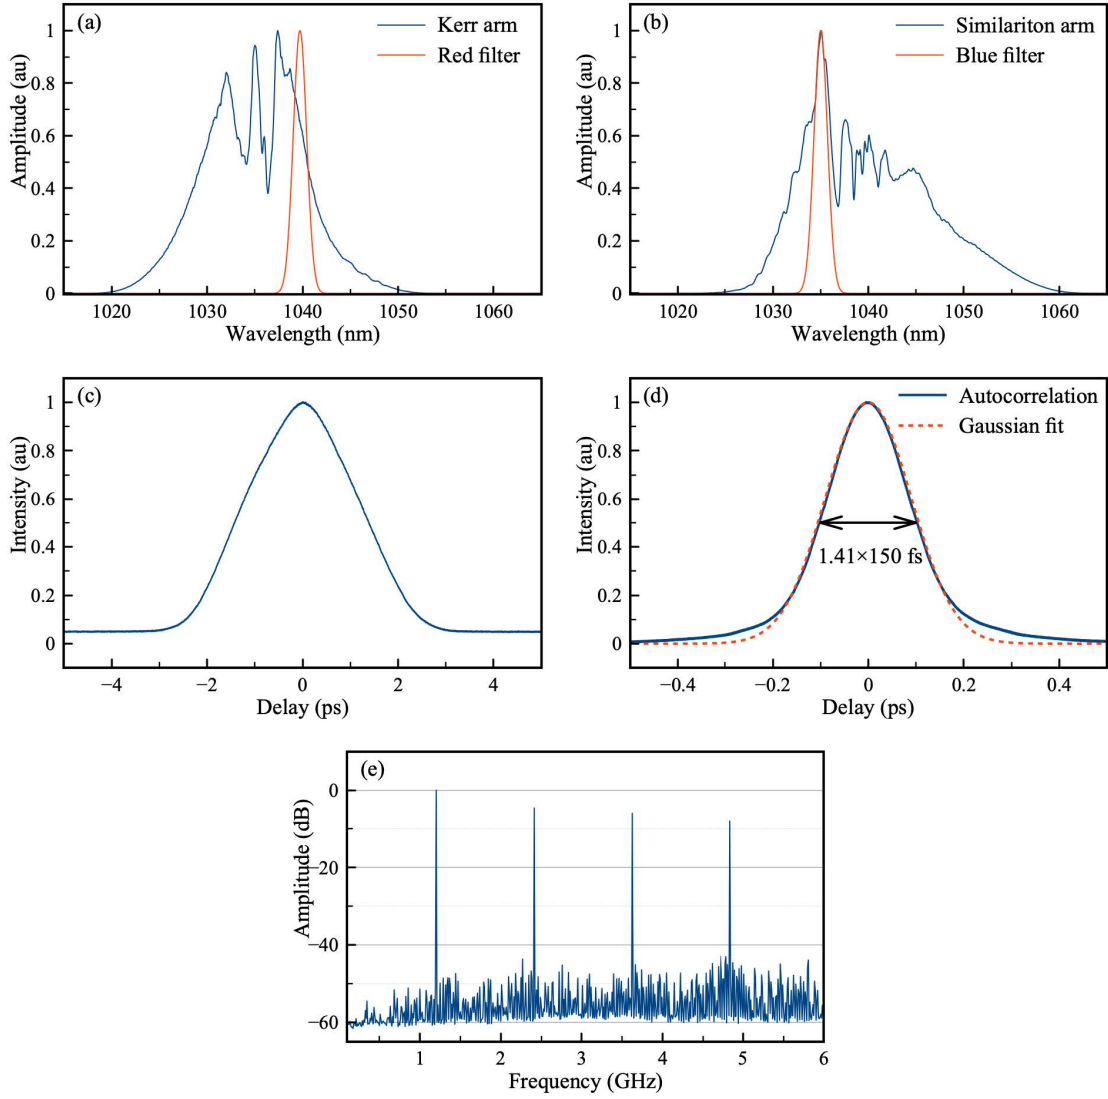 (a)
Kerr arm
Red filter
Amplitude (au)
1
0.8
0.6
0.4
0.2
0
1020 1030 1040 1050 1060
Wavelength (nm)
(b)
Similariton arm
Blue filter
Amplitude (au)
1
0.8
0.6
0.4
0.2
0
1020 1030 1040 1050 1060
Wavelength (nm)
(c)
Intensity (au)
1
0.8
0.6
0.4
0.2
0
−4 −2 0 2 4
Delay (ps)
(d)
Autocorrelation
Gaussian fit
1.41×150 fs
Intensity (au)
1
0.8
0.6
0.4
0.2
0
−0.4 −0.2 0 0.2 0.4
Delay (ps)
(e)
Amplitude (dB)
0
−20
−40
−60
1 2 3 4 5 6
Frequency (GHz)